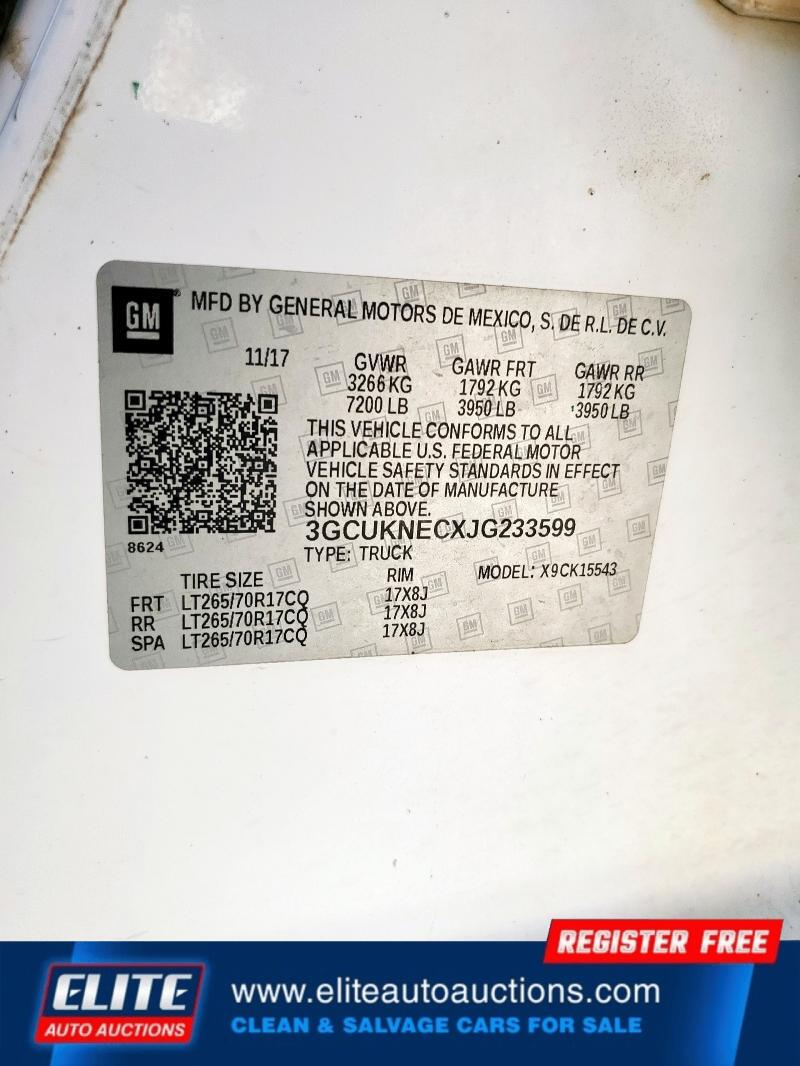 GM
MFD BY GENERAL MOTORS DE MEXICO, S. DE R.L. DE C.V.
11/17 GVWR GAWR FRT GAWR RR
3266 KG 1792 KG 1792 KG
7200 LB 3950 LB 3950 LB
THIS VEHICLE CONFORMS TO ALL
APPLICABLE U.S. FEDERAL MOTOR
VEHICLE SAFETY STANDARDS IN EFFECT
ON THE DATE OF MANUFACTURE
SHOWN ABOVE.
3GCUKNECXJG233599
8624
TYPE: TRUCK
TIRE SIZE RIM MODEL: X9CK15543
FRT LT265/70R17CQ 17X8J
RR LT265/70R17CQ 17X8J
SPA LT265/70R17CQ 17X8J
REGISTER FREE
ELITE
AUTO AUCTIONS
www.eliteautoauctions.com
CLEAN & SALVAGE CARS FOR SALE